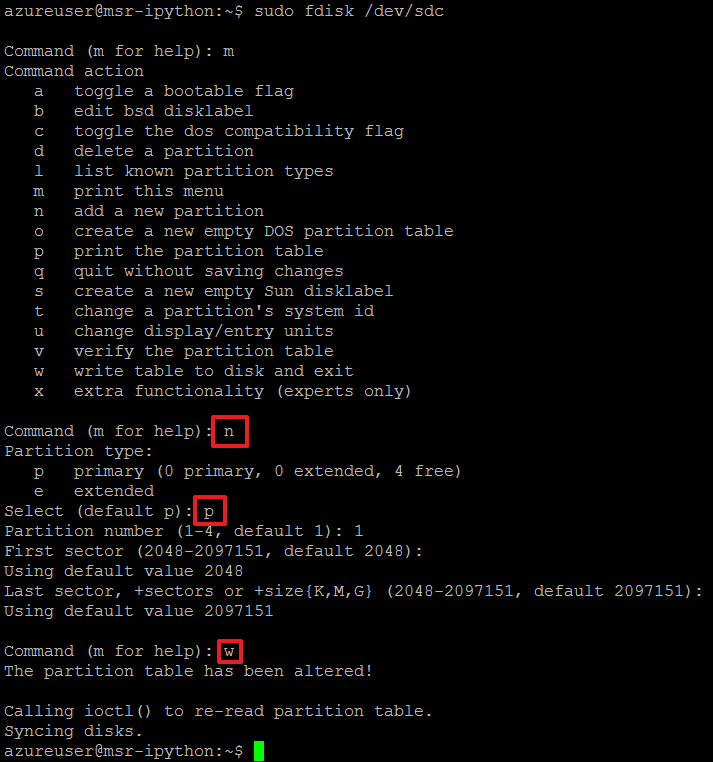 azureuser@msr-ipython:~$ sudo fdisk /dev/sdc
Command (m for help): m
Command action
a toggle a bootable flag
b edit bsd disklabel
c toggle the dos compatibility flag
d delete a partition
l list known partition types
m print this menu
n add a new partition
o create a new empty DOS partition table
p print the partition table
q quit without saving changes
s create a new empty Sun disklabel
t change a partition's system id
u change display/entry units
v verify the partition table
w write table to disk and exit
x extra functionality (experts only)
Command (m for help): n
Partition type:
p primary (0 primary, 0 extended, 4 free)
e extended
Select (default p): p
Partition number (1-4, default 1): 1
First sector (2048-2097151, default 2048):
Using default value 2048
Last sector, +sectors or +size{K,M,G} (2048-2097151, default 2097151):
Using default value 2097151
Command (m for help): w
The partition table has been altered!
Calling ioctl() to re-read partition table.
Syncing disks.
azureuser@msr-ipython:~$